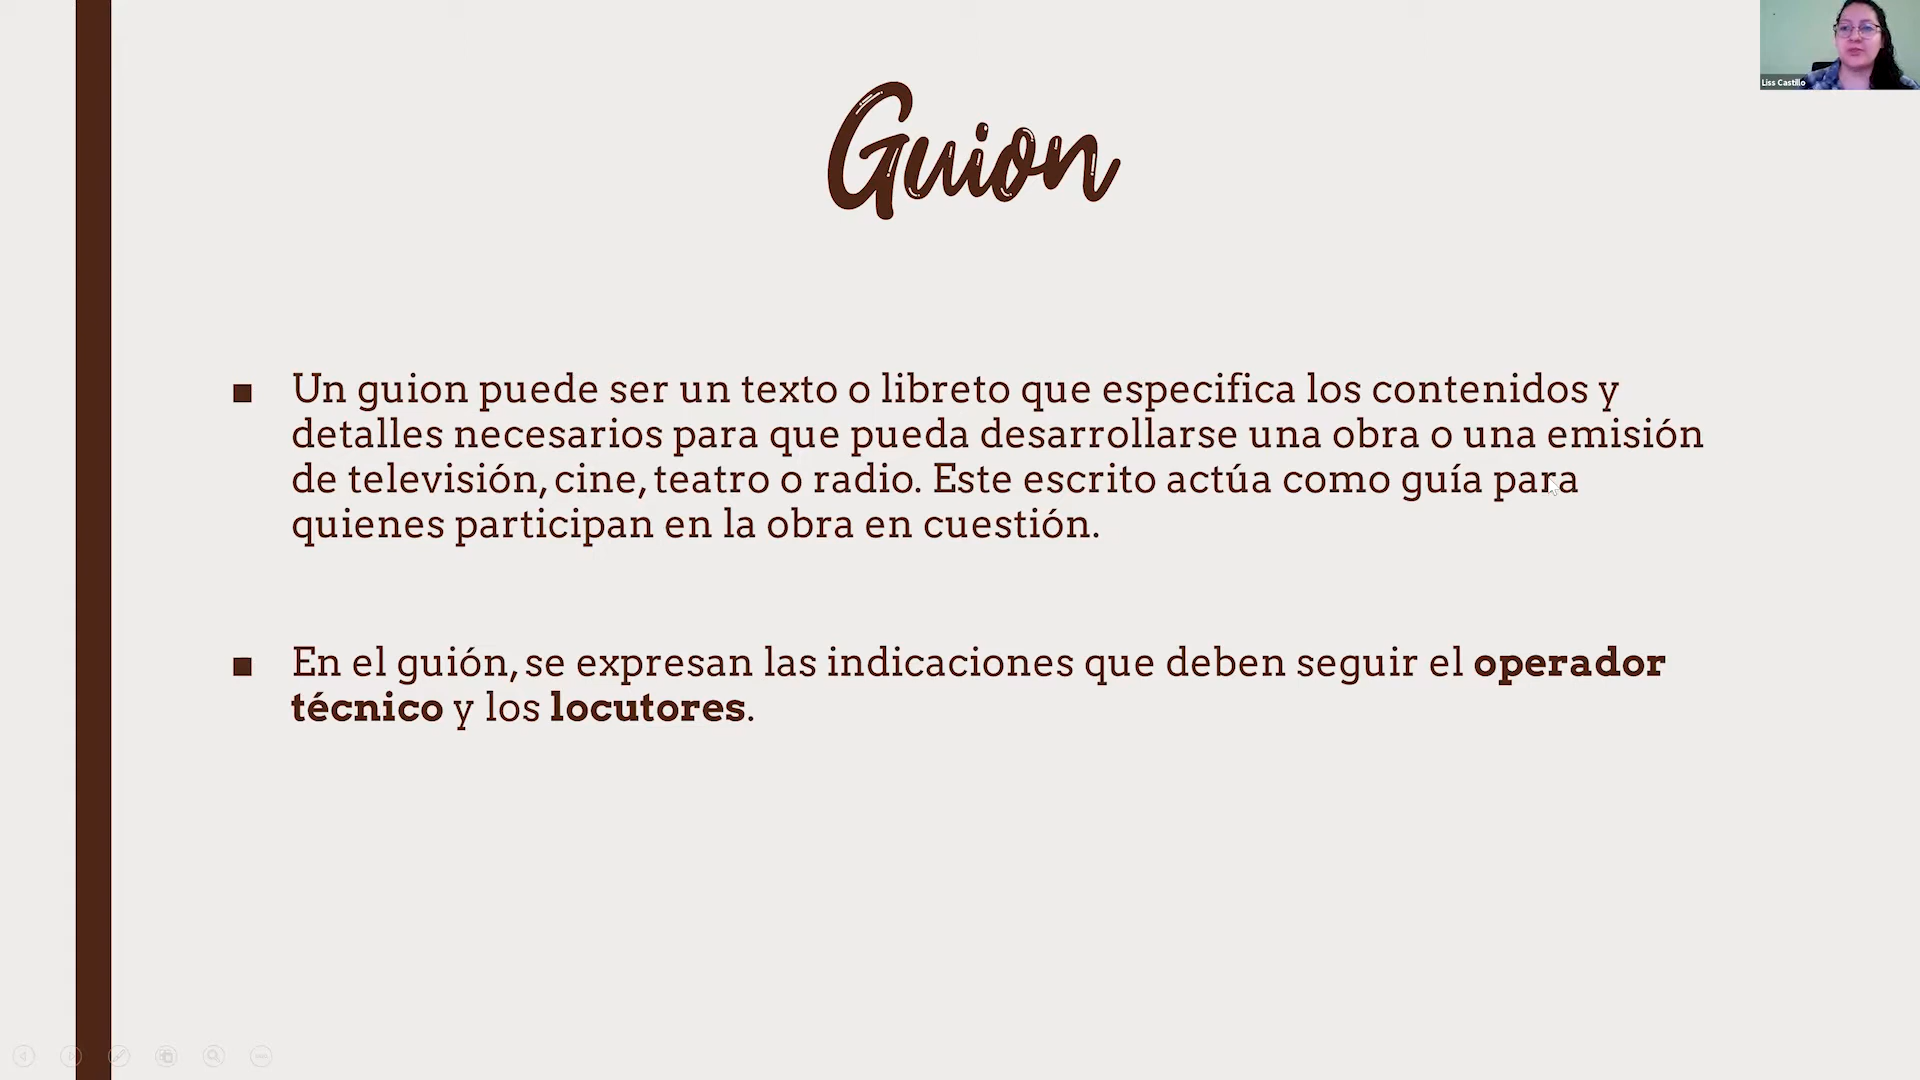 Liss Castillo
Guion
■ Un guion puede ser un texto o libreto que especifica los contenidos y
detalles necesarios para que pueda desarrollarse una obra o una emisión
de televisión, cine, teatro o radio. Este escrito actúa como guía para
quienes participan en la obra en cuestión.
■ En el guión, se expresan las indicaciones que deben seguir el operador
técnico y los locutores.